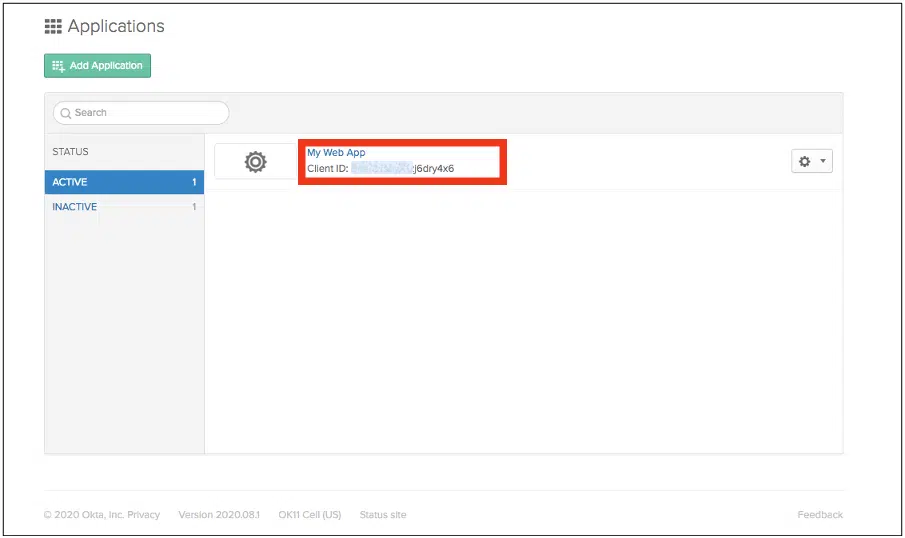 Applications
Add Application
Search
STATUS
ACTIVE 1
INACTIVE 1
My Web App
Client ID: j6dry4x6
© 2020 Okta, Inc. Privacy Version 2020.08.1 OK11 Cell (US) Status site Feedback